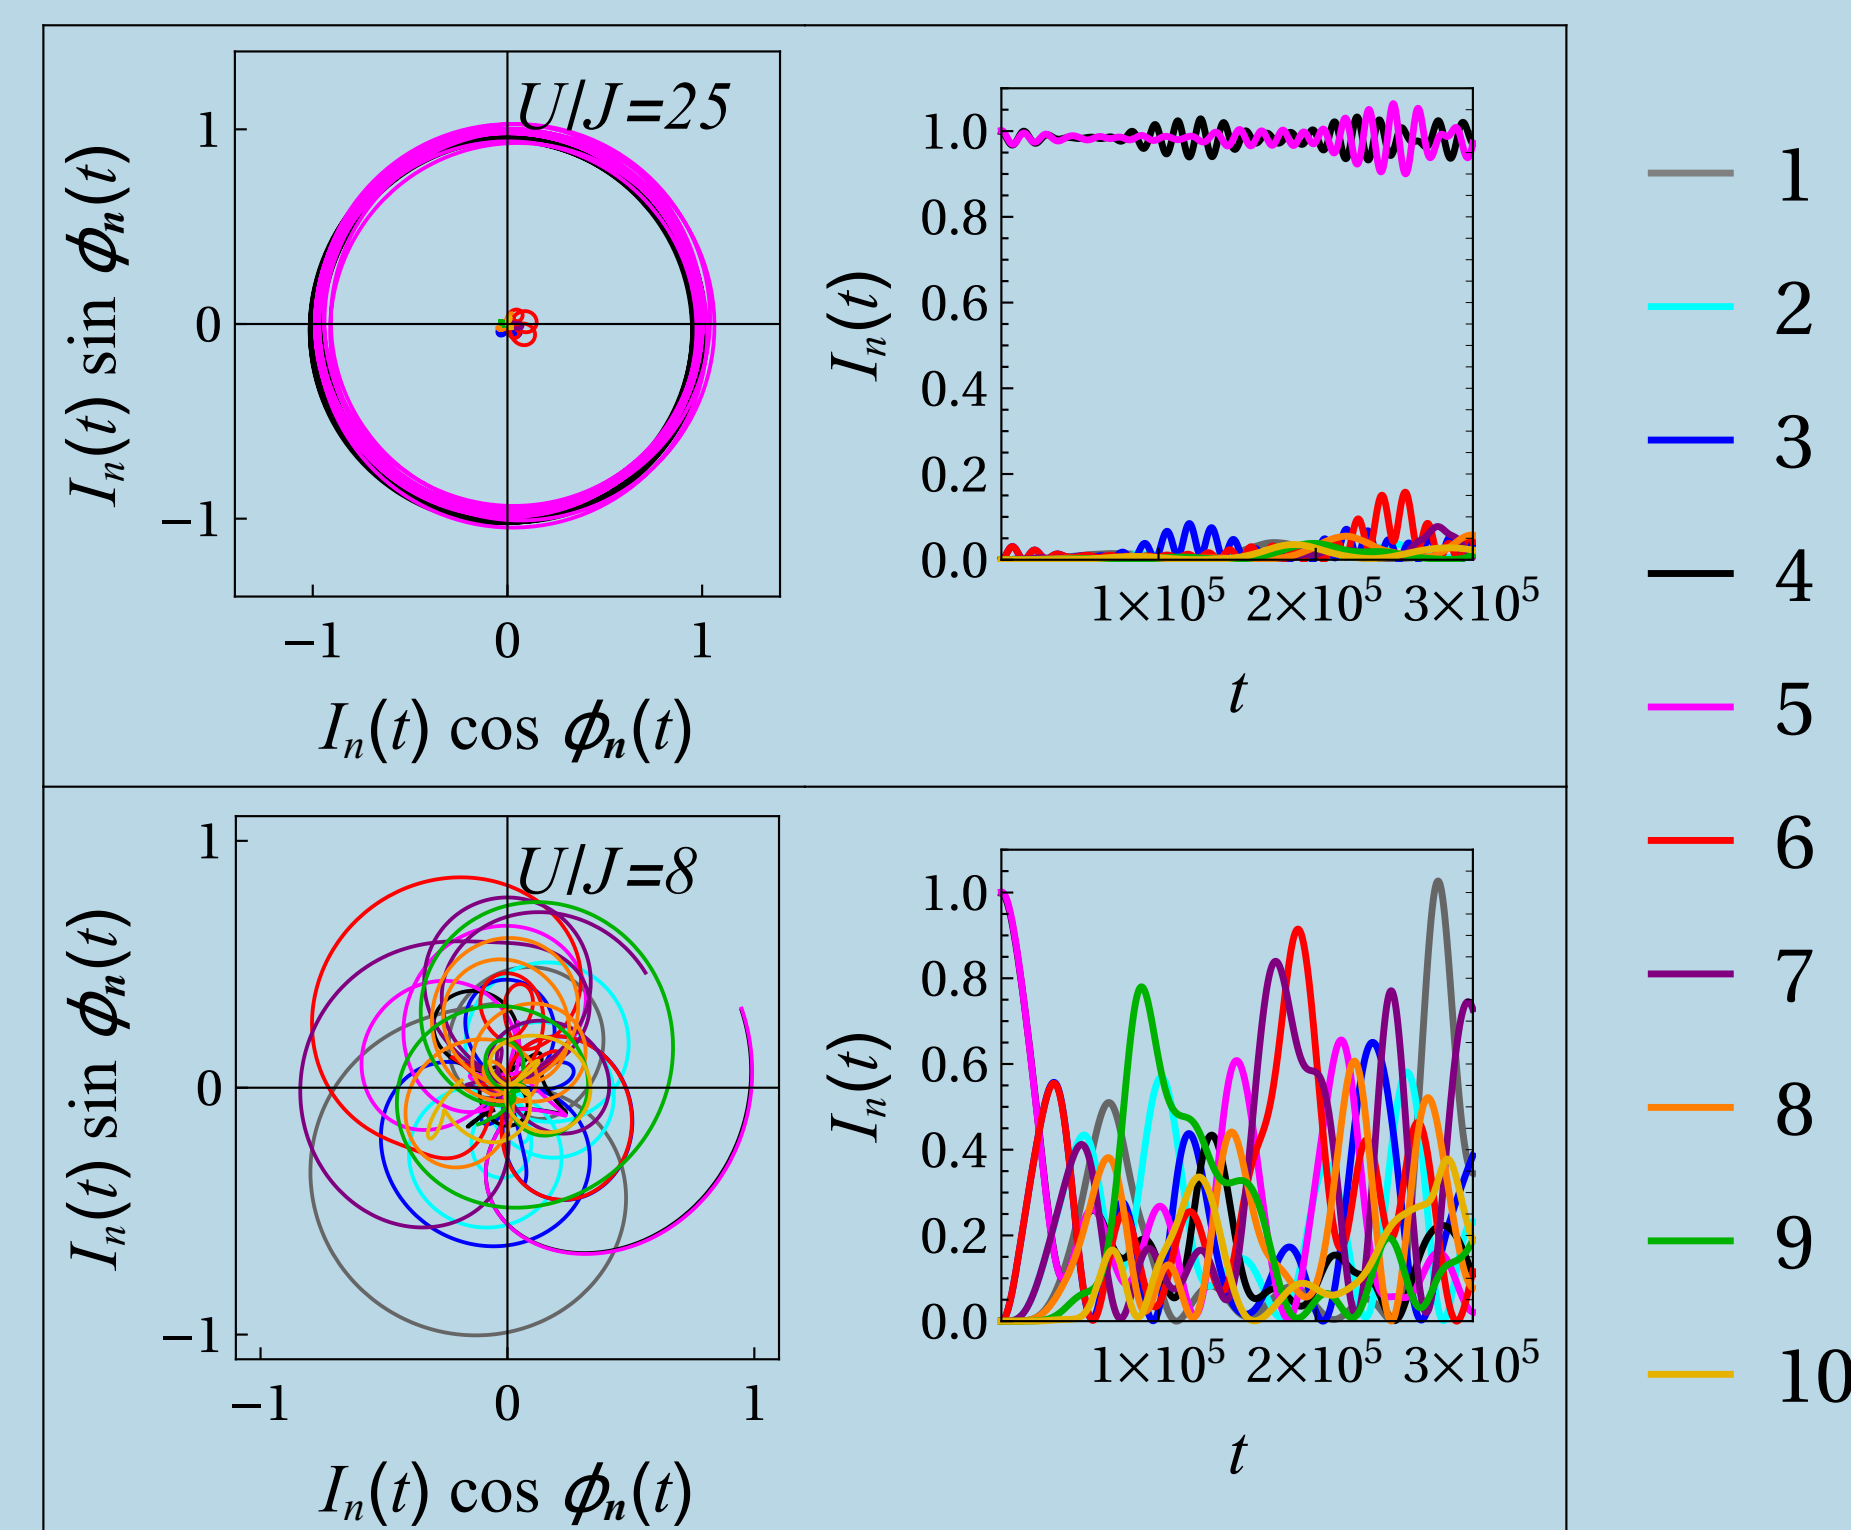 U/J=25
I_n(t) sin ϕ_n(t)
1
0
−1
−1 0 1
I_n(t) cos ϕ_n(t)
I_n(t)
1.0
0.8
0.6
0.4
0.2
0.0
1×10^5 2×10^5 3×10^5
t
U/J=8
I_n(t) sin ϕ_n(t)
1
0
−1
−1 0 1
I_n(t) cos ϕ_n(t)
I_n(t)
1.0
0.8
0.6
0.4
0.2
0.0
1×10^5 2×10^5 3×10^5
t
1
2
3
4
5
6
7
8
9
10